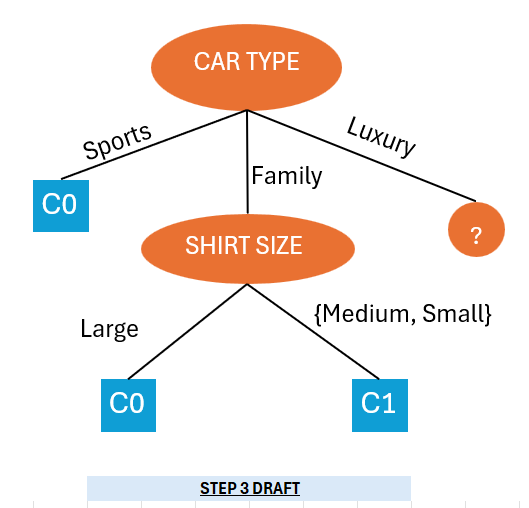 CAR TYPE
Sports
Luxury
Family
C0
?
SHIRT SIZE
Large
{Medium, Small}
C0
C1
STEP 3 DRAFT